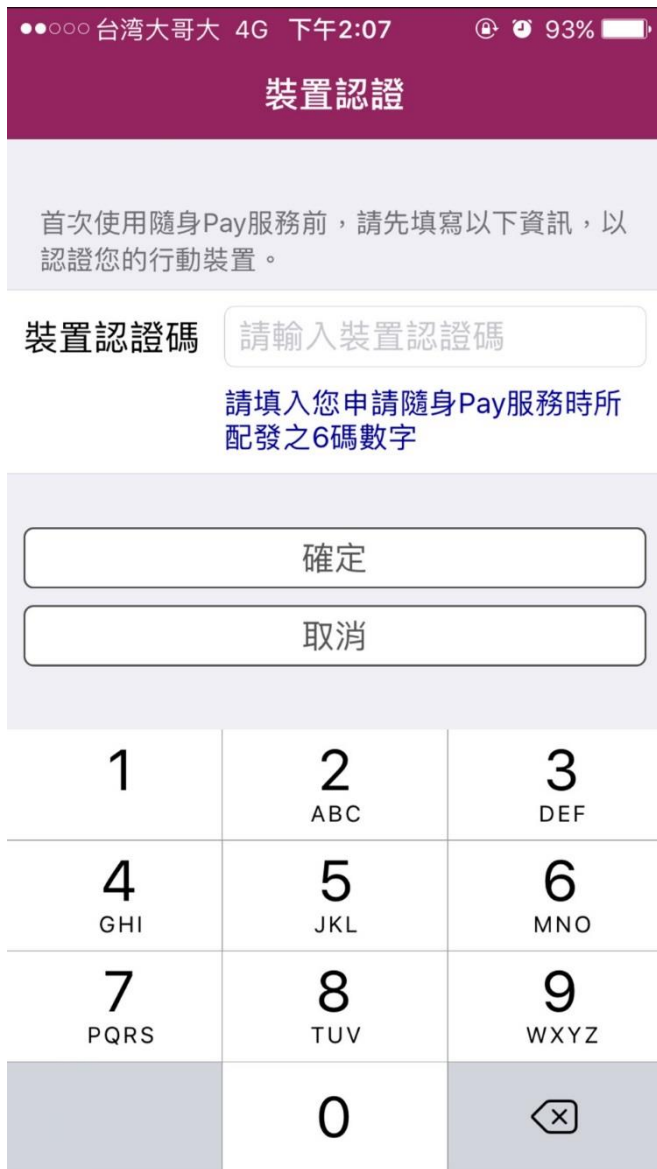 台湾大哥大 4G 下午2:07 93%
裝置認證
首次使用隨身Pay服務前，請先填寫以下資訊，以
認證您的行動裝置。
裝置認證碼 請輸入裝置認證碼
請填入您申請隨身Pay服務時所
配發之6碼數字
確定
取消
1 2 3
ABC DEF
4 5 6
GHI JKL MNO
7 8 9
PQRS TUV WXYZ
0